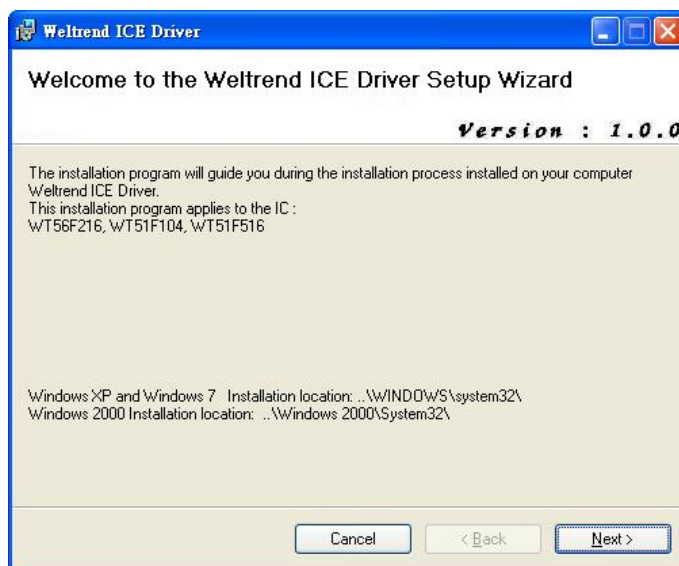 Weltrend ICE Driver
Welcome to the Weltrend ICE Driver Setup Wizard
Version : 1.0.0
The installation program will guide you during the installation process installed on your computer
Weltrend ICE Driver.
This installation program applies to the IC :
WT56F216, WT51F104, WT51F516
Windows XP and Windows 7 Installation location: ..\WINDOWS\system32\
Windows 2000 Installation location: ..\Windows 2000\System32\
Cancel < Back Next >